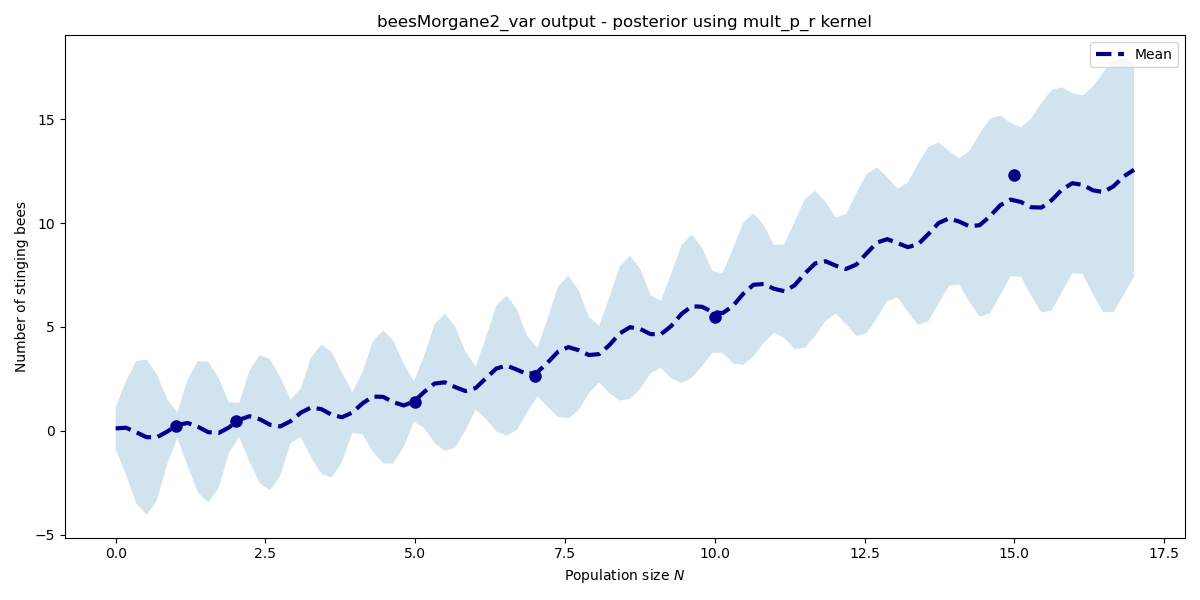 beesMorgane2_var output - posterior using mult_p_r kernel
Mean
Number of stinging bees
15
10
5
0
−5
0.0 2.5 5.0 7.5 10.0 12.5 15.0 17.5
Population size N